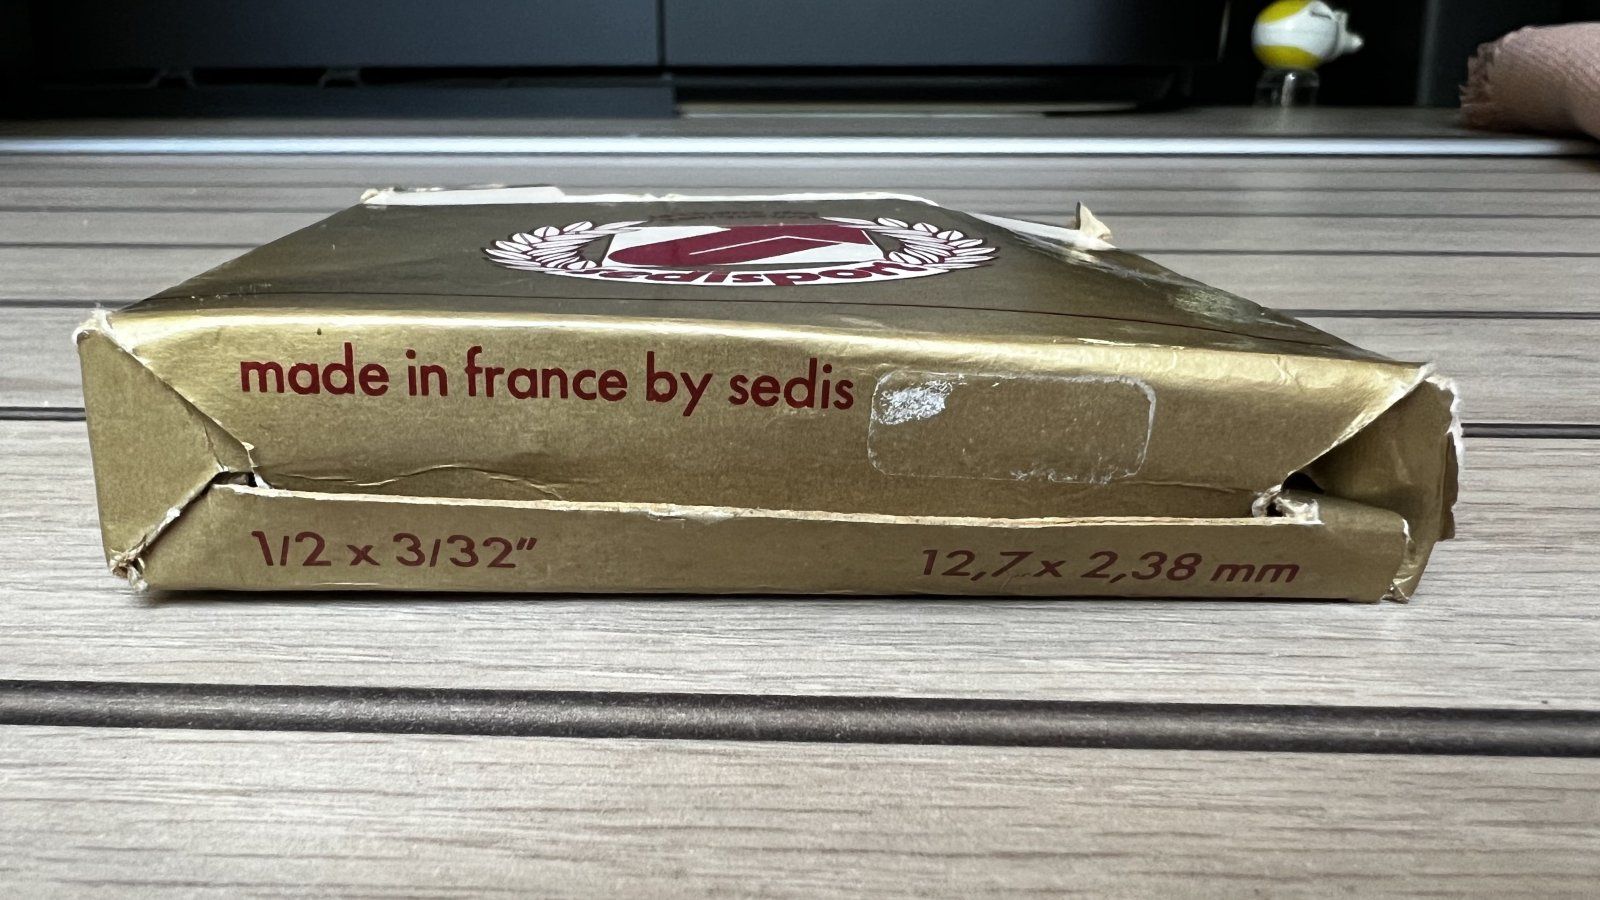 sedisport
made in france by sedis
1/2 x 3/32"
12,7 x 2,38 mm